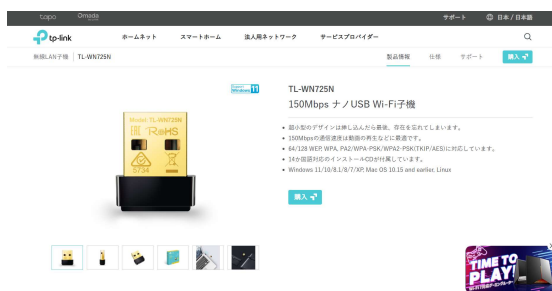 tapo
Omada
サポート
日本 / 日本語
tp-link
ホームネット
スマートホーム
法人用ネットワーク
サービスプロバイダー
無線LAN子機
TL-WN725N
製品情報
仕様
サポート
購入
Windows 11
TL-WN725N
150Mbps ナノUSB Wi-Fi子機
超小型のデザインは挿し込んだら最後、存在を忘れてしまいます。
150Mbpsの通信速度は動画の再生などに最適です。
64/128 WEP, WPA, PA2/WPA-PSK/WPA2-PSK(TKIP/AES)に対応しています。
14か国語対応のインストールCDが付属しています。
Windows 11/10/8.1/8/7/XP, Mac OS 10.15 and earlier, Linux
購入
Model: TL-WN725N
RoHS
5734
TIME TO
PLAY!